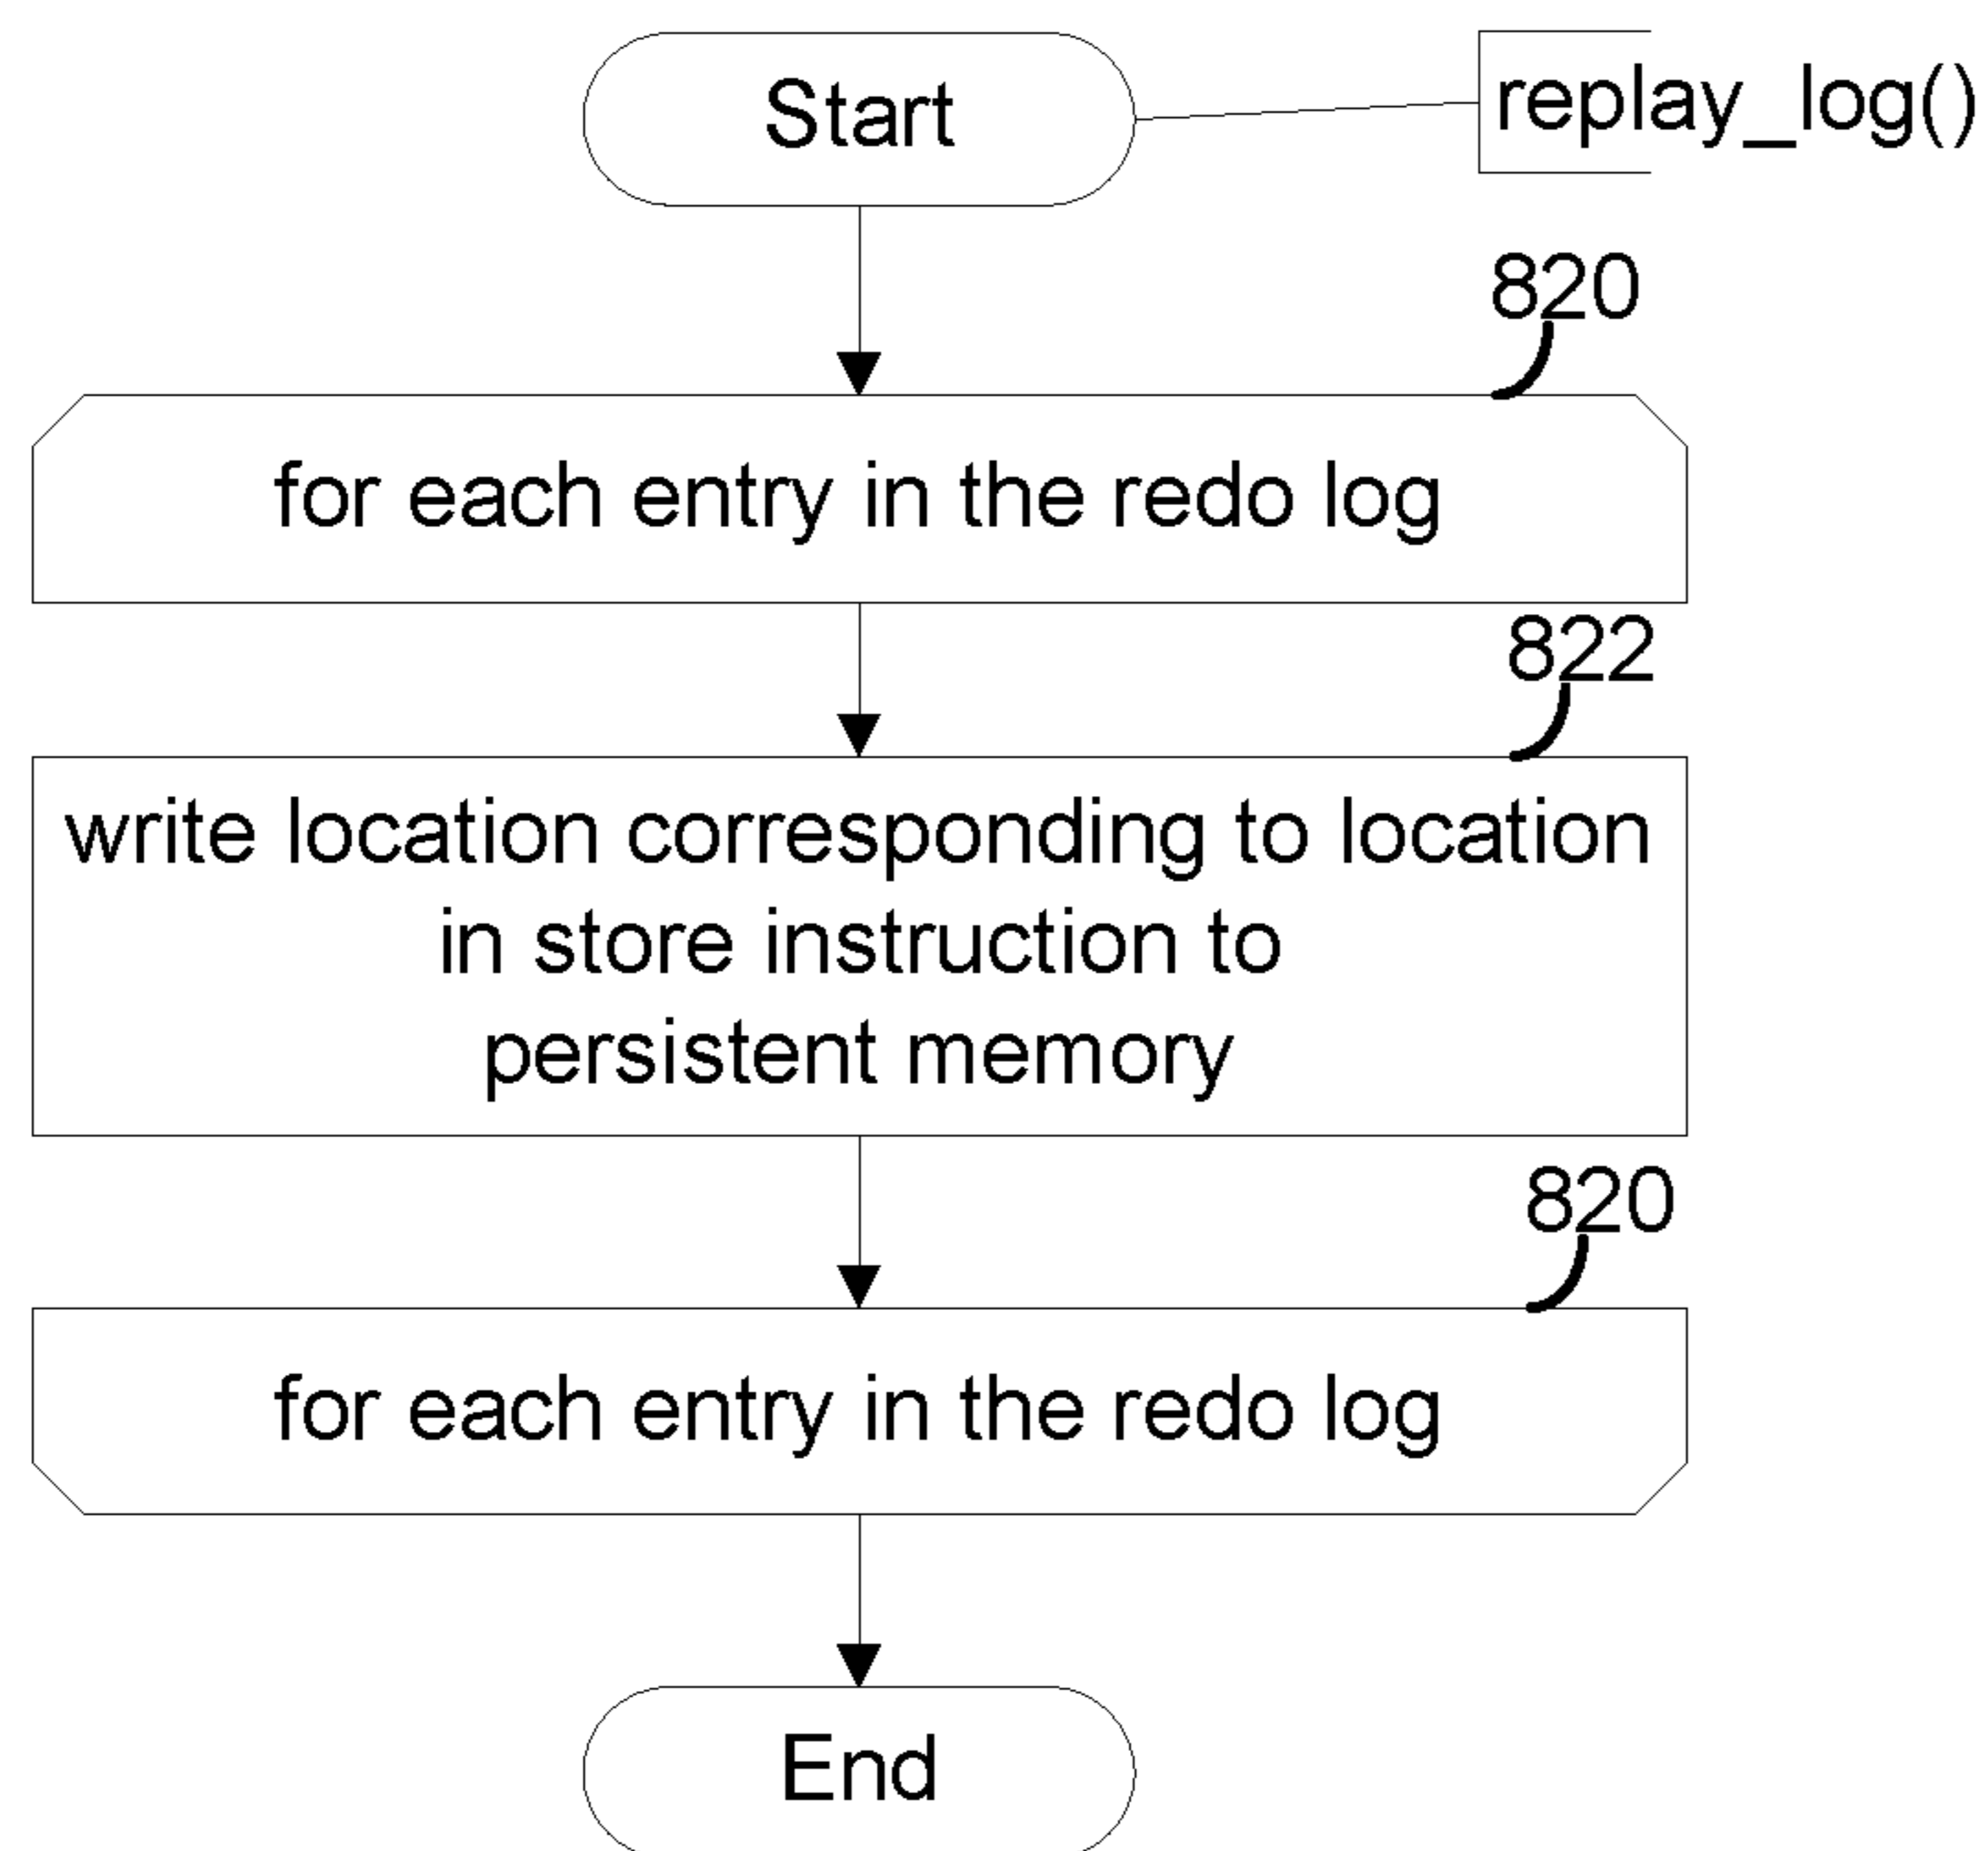 Start
replay_log()
820
for each entry in the redo log
822
write location corresponding to location
in store instruction to
persistent memory
820
for each entry in the redo log
End